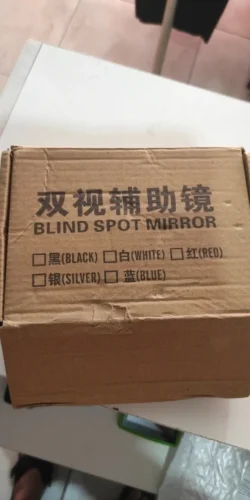 双视辅助镜
BLIND SPOT MIRROR
☐黑(BLACK) ☐白(WHITE) ☐红(RED)
☐银(SILVER) ☐蓝(BLUE)